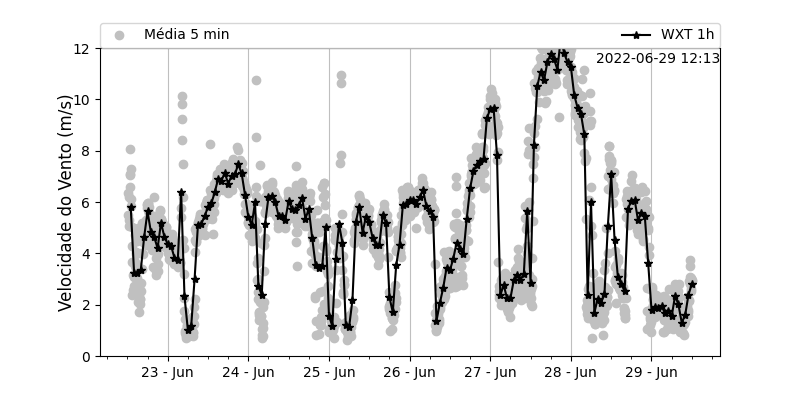 Média 5 min
WXT 1h
2022-06-29 12:13
Velocidade do Vento (m/s)
12
10
8
6
4
2
0
23 - Jun
24 - Jun
25 - Jun
26 - Jun
27 - Jun
28 - Jun
29 - Jun